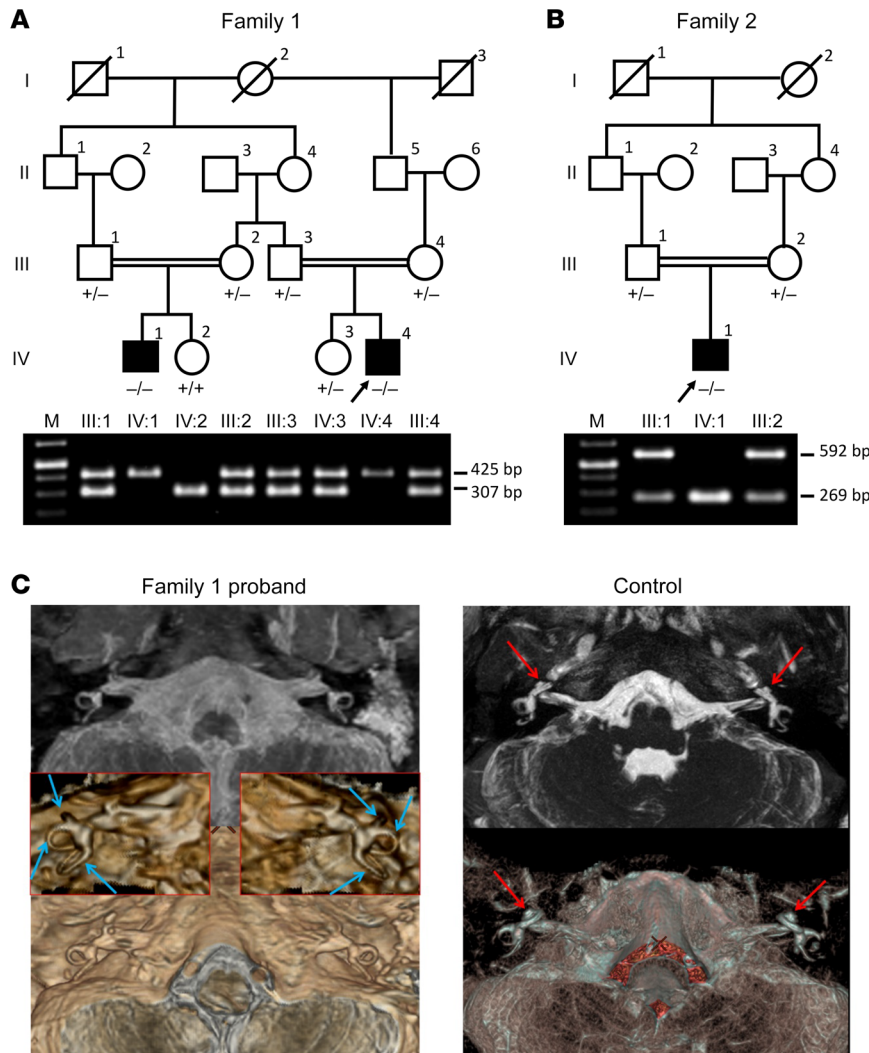 A Family 1
1 2 3
I
1 2 3 4 5 6
II
1 2 3 4
III
+/– +/– +/– +/–
1 2 3 4
IV
–/– +/+ +/– –/–
M III:1 IV:1 IV:2 III:2 III:3 IV:3 IV:4 III:4
425 bp
307 bp
B Family 2
1 2
I
1 2 3 4
II
1 2
III
+/– +/–
1
IV
–/–
M III:1 IV:1 III:2
592 bp
269 bp
C Family 1 proband Control